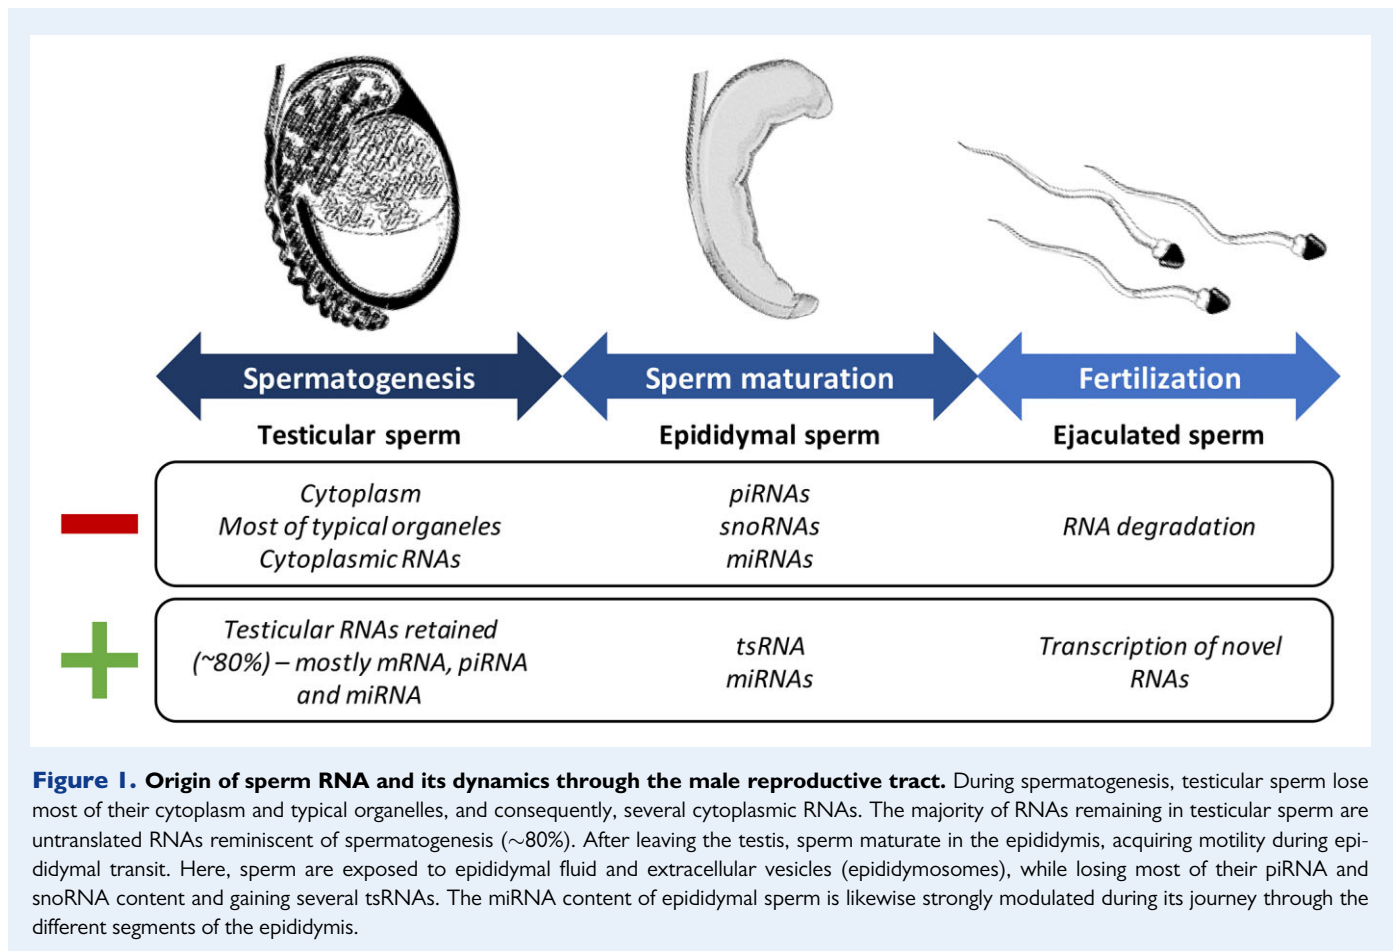 Spermatogenesis
Sperm maturation
Fertilization
Testicular sperm
Epididymal sperm
Ejaculated sperm
Cytoplasm
Most of typical organeles
Cytoplasmic RNAs
piRNAs
snoRNAs
miRNAs
RNA degradation
Testicular RNAs retained
(~80%) – mostly mRNA, piRNA
and miRNA
tsRNA
miRNAs
Transcription of novel
RNAs
Figure 1. Origin of sperm RNA and its dynamics through the male reproductive tract. During spermatogenesis, testicular sperm lose
most of their cytoplasm and typical organelles, and consequently, several cytoplasmic RNAs. The majority of RNAs remaining in testicular sperm are
untranslated RNAs reminiscent of spermatogenesis (∼80%). After leaving the testis, sperm maturate in the epididymis, acquiring motility during epi-
didymal transit. Here, sperm are exposed to epididymal fluid and extracellular vesicles (epididymosomes), while losing most of their piRNA and
snoRNA content and gaining several tsRNAs. The miRNA content of epididymal sperm is likewise strongly modulated during its journey through the
different segments of the epididymis.